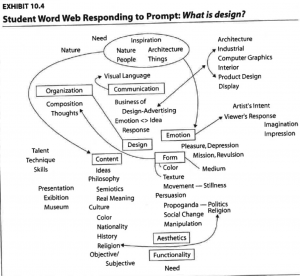 EXHIBIT 10.4
Student Word Web Responding to Prompt: What is design?
Need
Inspiration
Nature
Nature Architecture
People Things
Architecture
Industrial
Computer Graphics
Interior
Product Design
Display
Visual Language
Organization
Communication
Composition
Thoughts
Business of
Design-Advertising
Emotion <> Idea
Response
Artist's Intent
Viewer's Response
Imagination
Impression
Emotion
Design
Pleasure, Depression
Mission, Revulsion
Talent
Technique
Skills
Content
Form
Ideas
Color
Medium
Philosophy
Texture
Semiotics
Movement — Stillness
Presentation
Real Meaning
Persuasion
Exibition
Culture
Propaganda — Politics
Museum
Color
Social Change
Religion
Nationality
Manipulation
History
Religion
Aesthetics
Objective/
Subjective
Functionality
Need